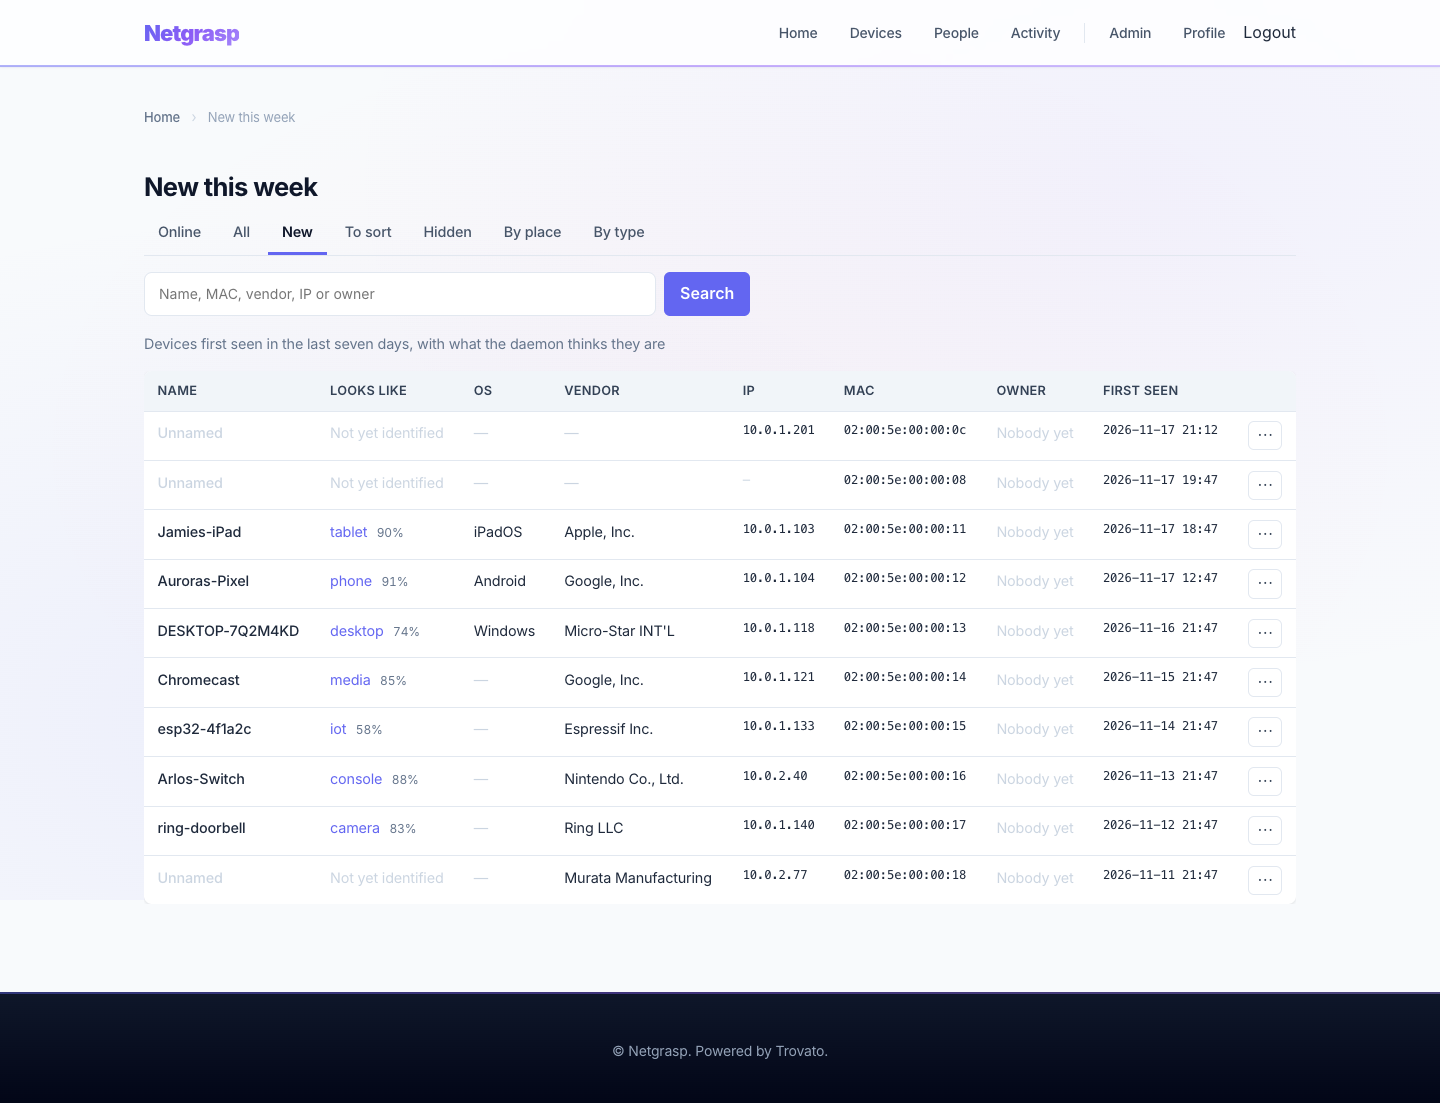 Netgrasp
Home Devices People Activity Admin Profile Logout
Home › New this week
New this week
Online All New To sort Hidden By place By type
Name, MAC, vendor, IP or owner Search
Devices first seen in the last seven days, with what the daemon thinks they are
NAME LOOKS LIKE OS VENDOR IP MAC OWNER FIRST SEEN
Unnamed Not yet identified — — 10.0.1.201 02:00:5e:00:00:0c Nobody yet 2026-11-17 21:12 ...
Unnamed Not yet identified — — — 02:00:5e:00:00:08 Nobody yet 2026-11-17 19:47 ...
Jamies-iPad tablet 90% iPadOS Apple, Inc. 10.0.1.103 02:00:5e:00:00:11 Nobody yet 2026-11-17 18:47 ...
Auroras-Pixel phone 91% Android Google, Inc. 10.0.1.104 02:00:5e:00:00:12 Nobody yet 2026-11-17 12:47 ...
DESKTOP-7Q2M4KD desktop 74% Windows Micro-Star INT'L 10.0.1.118 02:00:5e:00:00:13 Nobody yet 2026-11-16 21:47 ...
Chromecast media 85% — Google, Inc. 10.0.1.121 02:00:5e:00:00:14 Nobody yet 2026-11-15 21:47 ...
esp32-4f1a2c iot 58% — Espressif Inc. 10.0.1.133 02:00:5e:00:00:15 Nobody yet 2026-11-14 21:47 ...
Arlos-Switch console 88% — Nintendo Co., Ltd. 10.0.2.40 02:00:5e:00:00:16 Nobody yet 2026-11-13 21:47 ...
ring-doorbell camera 83% — Ring LLC 10.0.1.140 02:00:5e:00:00:17 Nobody yet 2026-11-12 21:47 ...
Unnamed Not yet identified — Murata Manufacturing 10.0.2.77 02:00:5e:00:00:18 Nobody yet 2026-11-11 21:47 ...
© Netgrasp. Powered by Trovato.